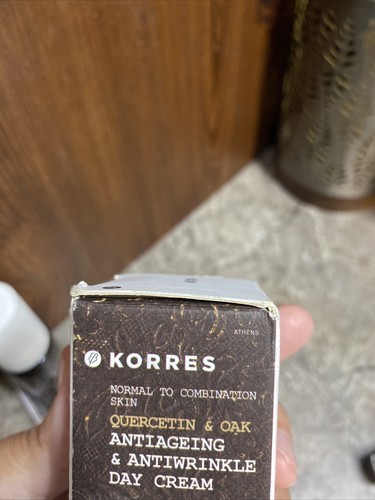 ATHENS
KORRES
NORMAL TO COMBINATION
SKIN
QUERCETIN & OAK
ANTIAGEING
& ANTIWRINKLE
DAY CREAM